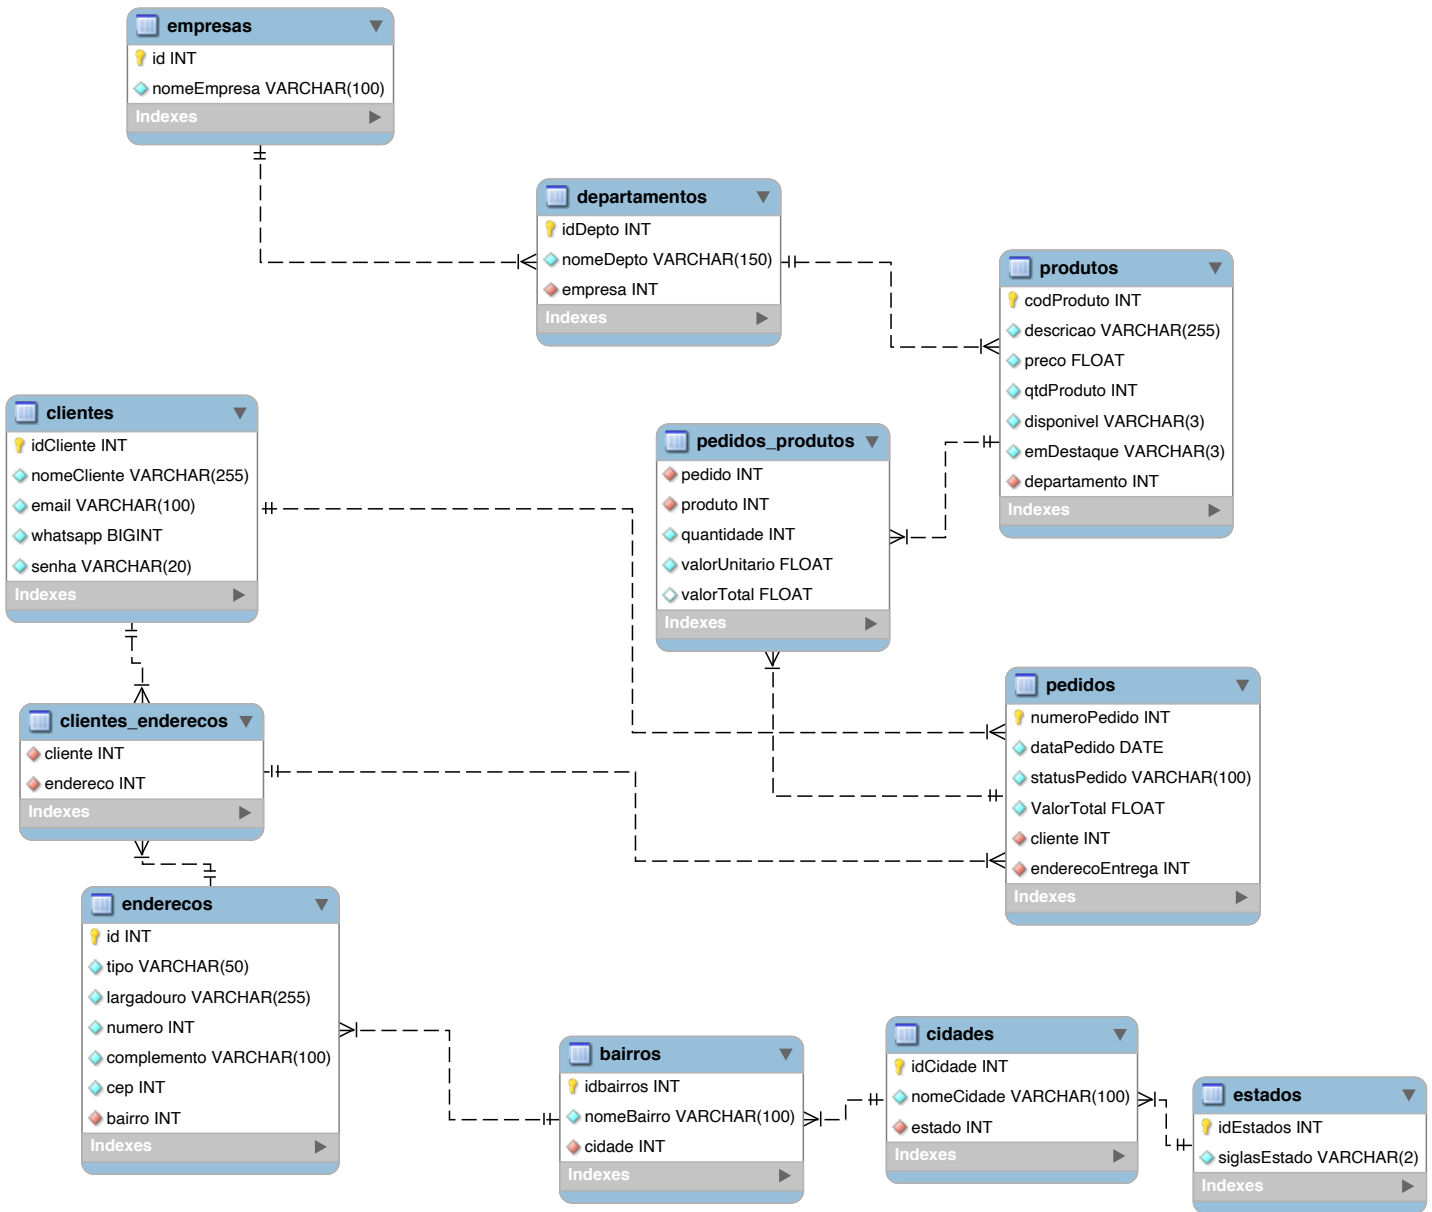 empresas
id INT
nomeEmpresa VARCHAR(100)
Indexes
departamentos
idDepto INT
nomeDepto VARCHAR(150)
empresa INT
Indexes
produtos
codProduto INT
descricao VARCHAR(255)
preco FLOAT
qtdProduto INT
disponivel VARCHAR(3)
emDestaque VARCHAR(3)
departamento INT
Indexes
clientes
idCliente INT
nomeCliente VARCHAR(255)
email VARCHAR(100)
whatsapp BIGINT
senha VARCHAR(20)
Indexes
pedidos_produtos
pedido INT
produto INT
quantidade INT
valorUnitario FLOAT
valorTotal FLOAT
Indexes
pedidos
numeroPedido INT
dataPedido DATE
statusPedido VARCHAR(100)
ValorTotal FLOAT
cliente INT
enderecoEntrega INT
Indexes
clientes_enderecos
cliente INT
endereco INT
Indexes
enderecos
id INT
tipo VARCHAR(50)
largadouro VARCHAR(255)
numero INT
complemento VARCHAR(100)
cep INT
bairro INT
Indexes
bairros
idbairros INT
nomeBairro VARCHAR(100)
cidade INT
Indexes
cidades
idCidade INT
nomeCidade VARCHAR(100)
estado INT
Indexes
estados
idEstados INT
siglasEstado VARCHAR(2)
Indexes